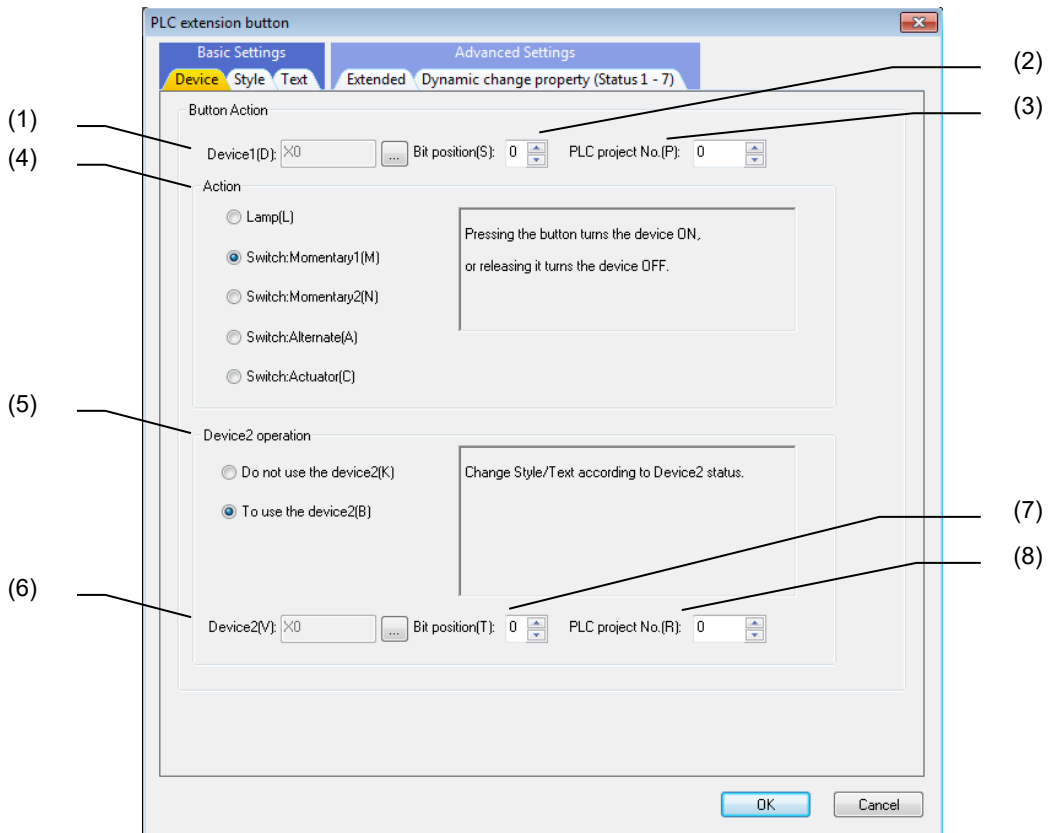 PLC extension button
Basic Settings Advanced Settings
Device Style Text Extended Dynamic change property (Status 1 - 7)
(2)
(3)
Button Action
(1)
Device1(D): X0 ... Bit position(S): 0 PLC project No.(P): 0
(4)
Action
Lamp(L)
Switch:Momentary1(M)
Switch:Momentary2(N)
Switch:Alternate(A)
Switch:Actuator(C)
Pressing the button turns the device ON,
or releasing it turns the device OFF.
(5)
Device2 operation
Do not use the device2(K)
To use the device2(B)
Change Style/Text according to Device2 status.
(7)
(8)
(6)
Device2(V): X0 ... Bit position(T): 0 PLC project No.(R): 0
OK Cancel